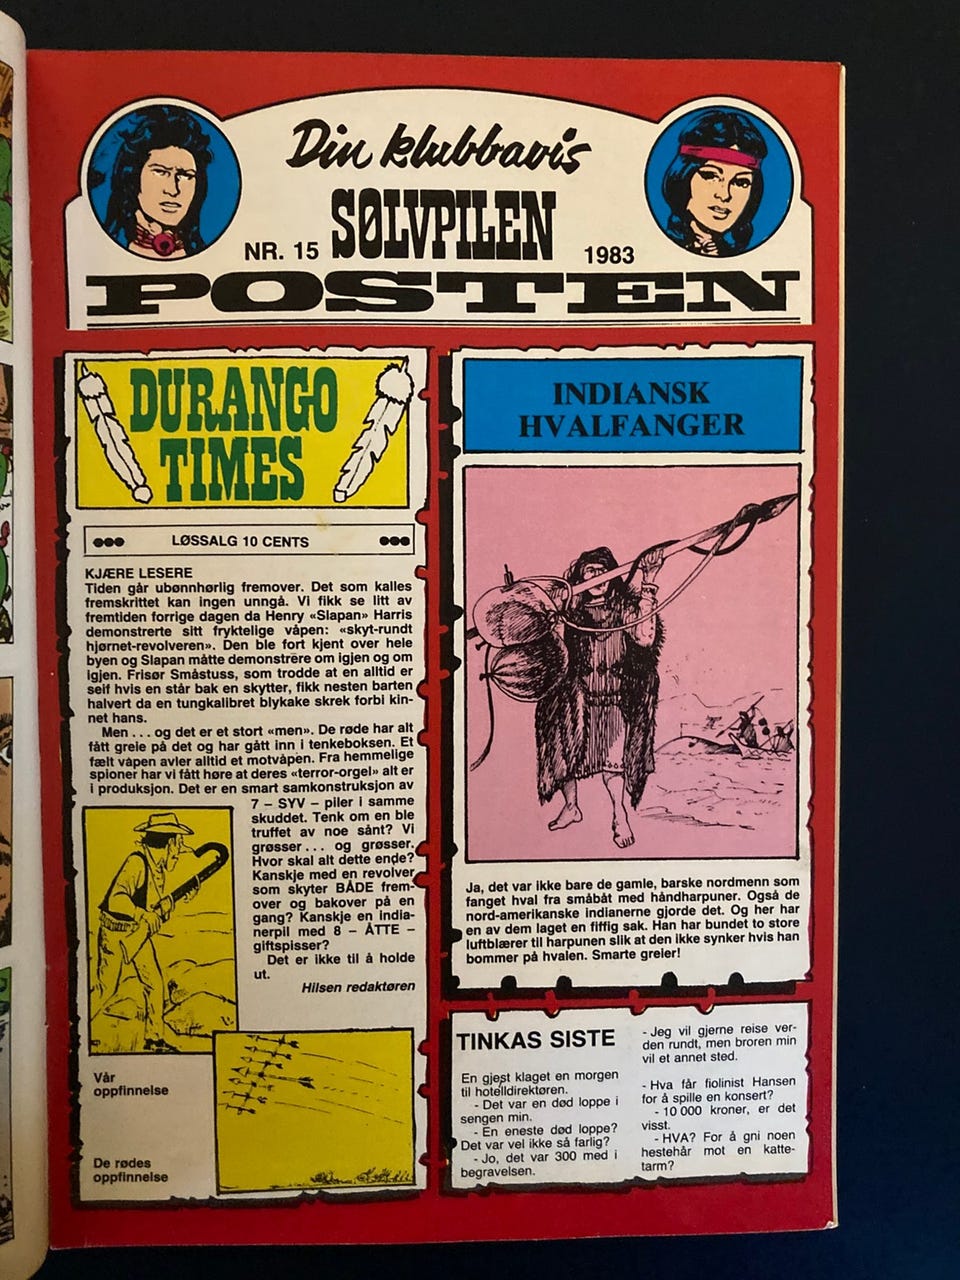 Din klubbavis
SØLVPILEN
NR. 15
1983
POSTEN
DURANGO
TIMES
LØSSALG 10 CENTS
KJÆRE LESERE
Tiden går ubønnhørlig fremover. Det som kalles
fremskrittet kan ingen unngå. Vi fikk se litt av
fremtiden forrige dagen da Henry «Slapan» Harris
demonstrerte sitt fryktelige våpen: «skyt-rundt
hjørnet-revolveren». Den ble fort kjent over hele
byen og Slapan måtte demonstrere om igjen og om
igjen. Frisør Småstuss, som trodde at en alltid er
seif hvis en står bak en skytter, fikk nesten barten
halvert da en tungkalibret blykake skrek forbi kin-
net hans.
Men . . . og det er et stort «men». De røde har alt
fått greie på det og har gått inn i tenkeboksen. Et
fælt våpen avler alltid et motvåpen. Fra hemmelige
spioner har vi fått høre at deres «terror-orgel» alt er
i produksjon. Det er en smart samkonstruksjon av
7 – SYV – piler i samme
skuddet. Tenk om en ble
truffet av noe sånt? Vi
grøsser . . . og grøsser.
Hvor skal alt dette ende?
Kanskje med en revolver
som skyter BÅDE frem-
over og bakover på en
gang? Kanskje en india-
nerpil med 8 – ÅTTE –
giftspisser?
Det er ikke til å holde
ut.
Hilsen redaktøren
Vår
oppfinnelse
De rødes
oppfinnelse
INDIANSK
HVALFANGER
Ja, det var ikke bare de gamle, barske nordmenn som
fanget hval fra småbåt med håndharpuner. Også de
nord-amerikanske indianerne gjorde det. Og her har
en av dem laget en fiffig sak. Han har bundet to store
luftblærer til harpunen slik at den ikke synker hvis han
bommer på hvalen. Smarte greier!
TINKAS SISTE
En gjest klaget en morgen
til hotelldirektøren.
- Det var en død loppe i
sengen min.
- En eneste død loppe?
Det var vel ikke så farlig?
- Jo, det var 300 med i
begravelsen.
- Jeg vil gjerne reise ver-
den rundt, men broren min
vil et annet sted.
- Hva får fiolinist Hansen
for å spille en konsert?
- 10 000 kroner, er det
visst.
- HVA? For å gni noen
hestehår mot en katte-
tarm?